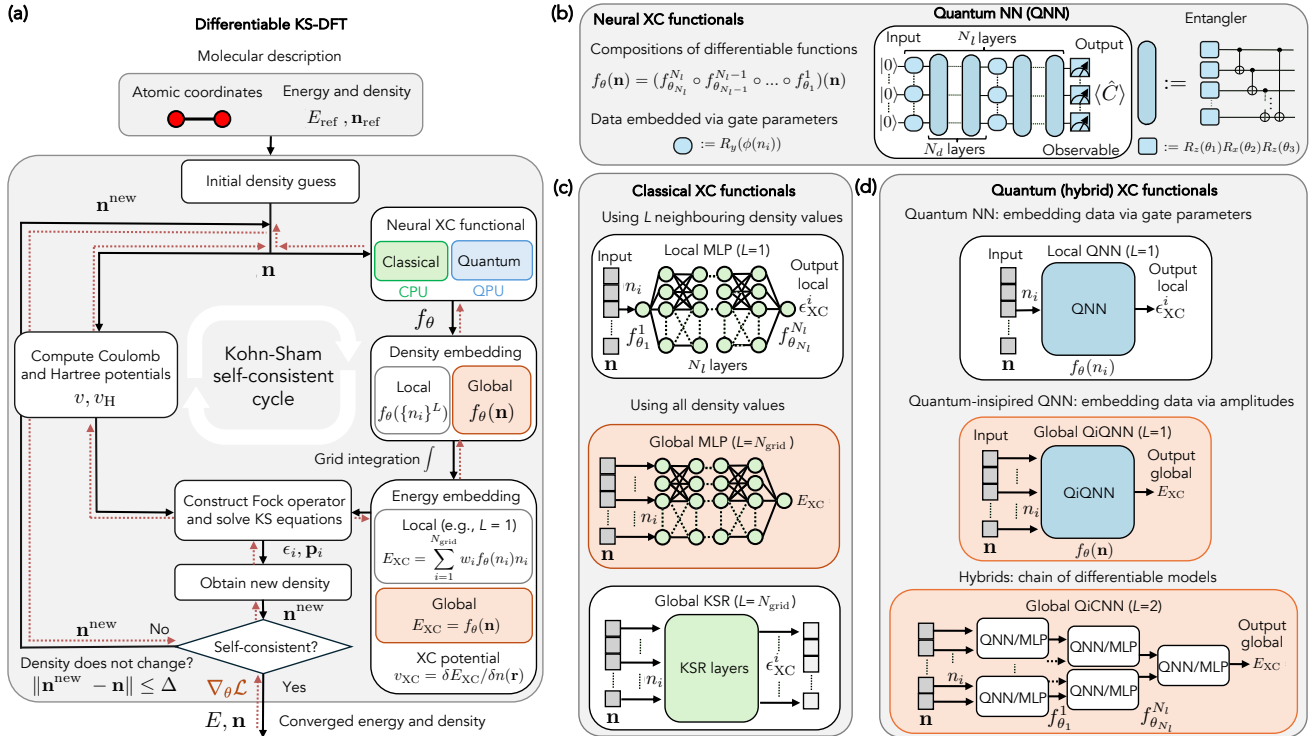 (a)
Differentiable KS-DFT
Molecular description
Atomic coordinates
Energy and density
E_ref , n_ref
Initial density guess
n^new
n
Neural XC functional
Classical
Quantum
CPU
QPU
f_θ
Kohn-Sham
self-consistent
cycle
Compute Coulomb
and Hartree potentials
v, v_H
Density embedding
Local
f_θ({n_i}^L)
Global
f_θ(n)
Grid integration ∫
Construct Fock operator
and solve KS equations
ϵ_i, p_i
Obtain new density
n^new
Energy embedding
Local (e.g., L = 1)
E_XC = ∑_{i=1}^{N_grid} w_i f_θ(n_i) n_i
Global
E_XC = f_θ(n)
XC potential
v_XC = δE_XC/δn(r)
n^new
No
Self-consistent?
Density does not change?
‖n^new − n‖ ≤ Δ
∇_θ ℒ
Yes
E, n
Converged energy and density
(b)
Neural XC functionals
Compositions of differentiable functions
f_θ(n) = (f^{N_l}_{θ_{N_l}} ∘ f^{N_l−1}_{θ_{N_l−1}} ∘ ... ∘ f^1_{θ_1})(n)
Data embedded via gate parameters
:= R_y(ϕ(n_i))
Quantum NN (QNN)
Input
N_l layers
Output
|0⟩
|0⟩
|0⟩
⟨Ĉ⟩
N_d layers
Observable
Entangler
:=
:= R_z(θ_1)R_x(θ_2)R_z(θ_3)
(c)
Classical XC functionals
Using L neighbouring density values
Local MLP (L=1)
Input
Output
local
n_i
ϵ^i_XC
f^1_{θ_1}
f^{N_l}_{θ_{N_l}}
n
N_l layers
Using all density values
Global MLP (L=N_grid)
n_i
E_XC
n
Global KSR (L=N_grid)
KSR layers
n_i
ϵ^i_XC
n
(d)
Quantum (hybrid) XC functionals
Quantum NN: embedding data via gate parameters
Local QNN (L=1)
Input
Output
local
n_i
QNN
ϵ^i_XC
n
f_θ(n_i)
Quantum-insipired QNN: embedding data via amplitudes
Global QiQNN (L=1)
Input
Output
global
QiQNN
E_XC
n_i
n
f_θ(n)
Hybrids: chain of differentiable models
Global QiCNN (L=2)
Output
global
QNN/MLP
QNN/MLP
QNN/MLP
E_XC
n_i
QNN/MLP
QNN/MLP
n
f^1_{θ_1}
f^{N_l}_{θ_{N_l}}